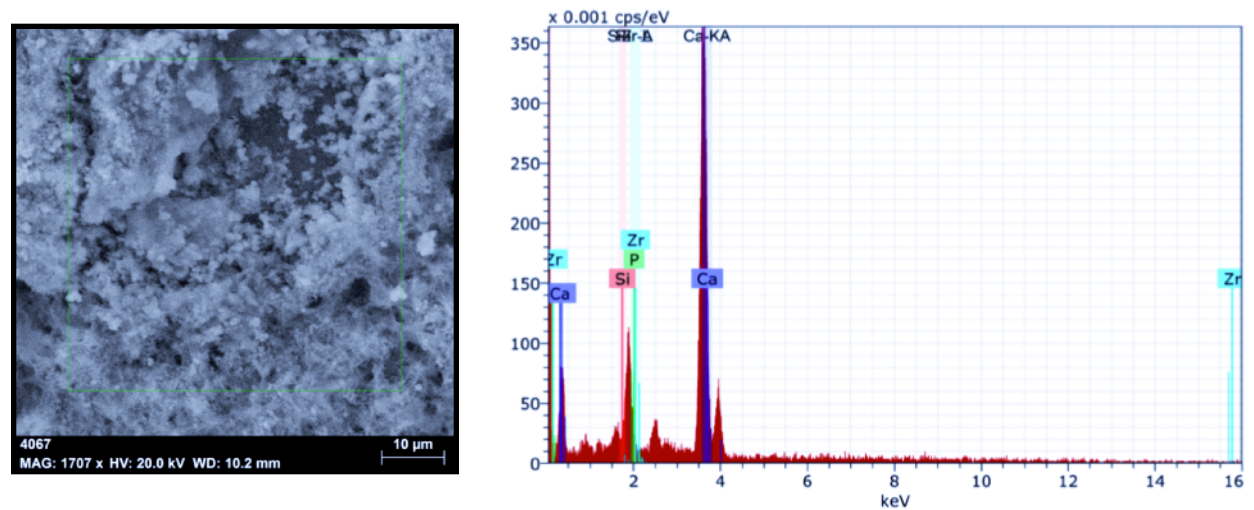 4067
10 µm
MAG: 1707 x HV: 20.0 kV WD: 10.2 mm
x 0.001 cps/eV
350
Ca-KA
300
250
200
Zr
Zr
P
150
Si
Ca
Zr
Ca
100
50
0
2 4 6 8 10 12 14 16
keV